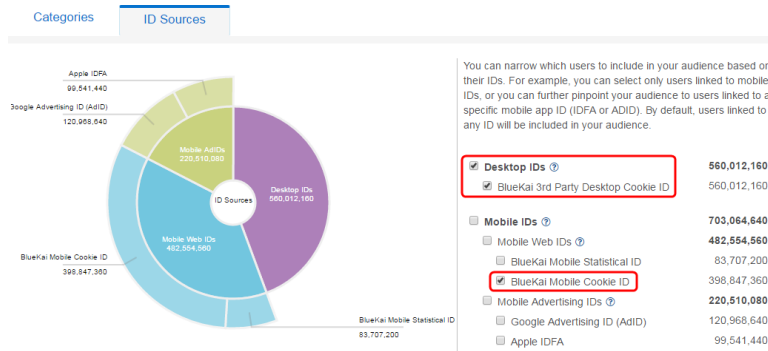 Categories
ID Sources
Apple IDFA
99,541,440
Google Advertising ID (AdID)
120,968,640
Mobile AdIDs
220,510,080
Desktop IDs
560,012,160
ID Sources
Mobile Web IDs
482,554,560
BlueKai Mobile Cookie ID
398,847,360
BlueKai Mobile Statistical ID
83,707,200
You can narrow which users to include in your audience based on
their IDs. For example, you can select only users linked to mobile
IDs, or you can further pinpoint your audience to users linked to a
specific mobile app ID (IDFA or ADID). By default, users linked to
any ID will be included in your audience.
Desktop IDs ? 560,012,160
BlueKai 3rd Party Desktop Cookie ID 560,012,160
Mobile IDs ? 703,064,640
Mobile Web IDs ? 482,554,560
BlueKai Mobile Statistical ID 83,707,200
BlueKai Mobile Cookie ID 398,847,360
Mobile Advertising IDs ? 220,510,080
Google Advertising ID (AdID) 120,968,640
Apple IDFA 99,541,440